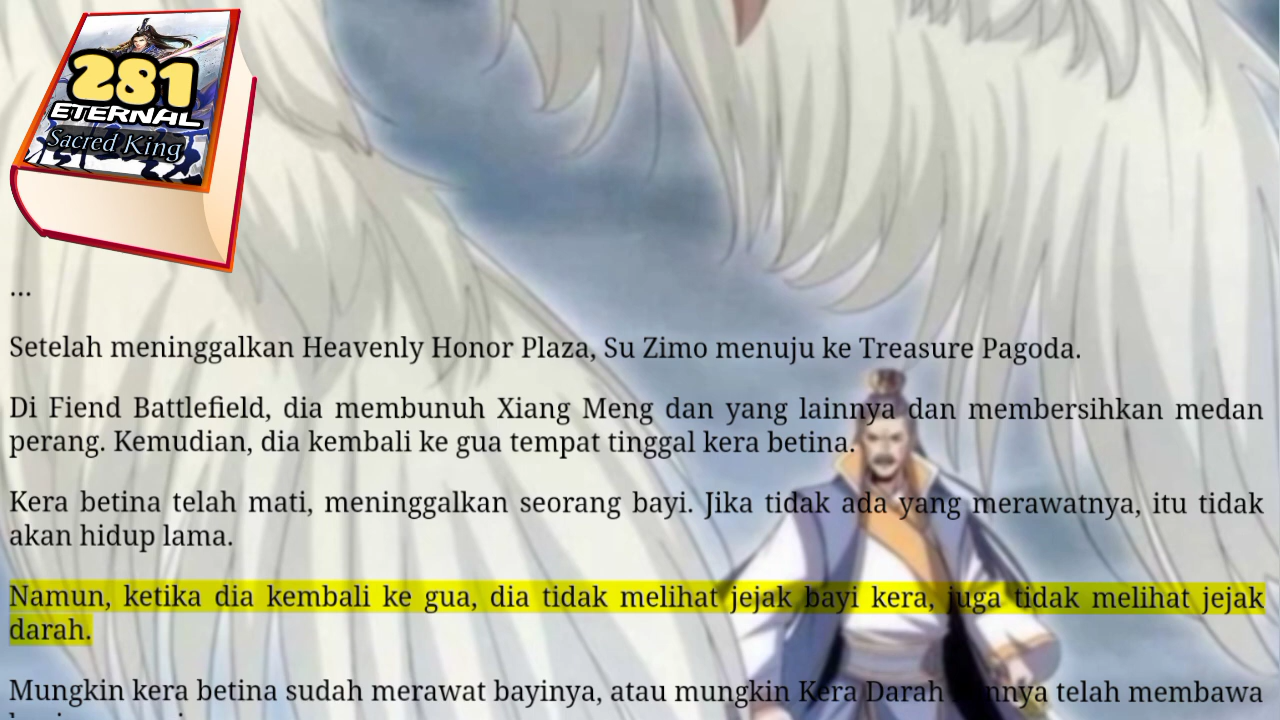 281
ETERNAL
Sacred King
...
Setelah meninggalkan Heavenly Honor Plaza, Su Zimo menuju ke Treasure Pagoda.
Di Fiend Battlefield, dia membunuh Xiang Meng dan yang lainnya dan membersihkan medan
perang. Kemudian, dia kembali ke gua tempat tinggal kera betina.
Kera betina telah mati, meninggalkan seorang bayi. Jika tidak ada yang merawatnya, itu tidak
akan hidup lama.
Namun, ketika dia kembali ke gua, dia tidak melihat jejak bayi kera, juga tidak melihat jejak
darah.
Mungkin kera betina sudah merawat bayinya, atau mungkin Kera Darah telah membawa